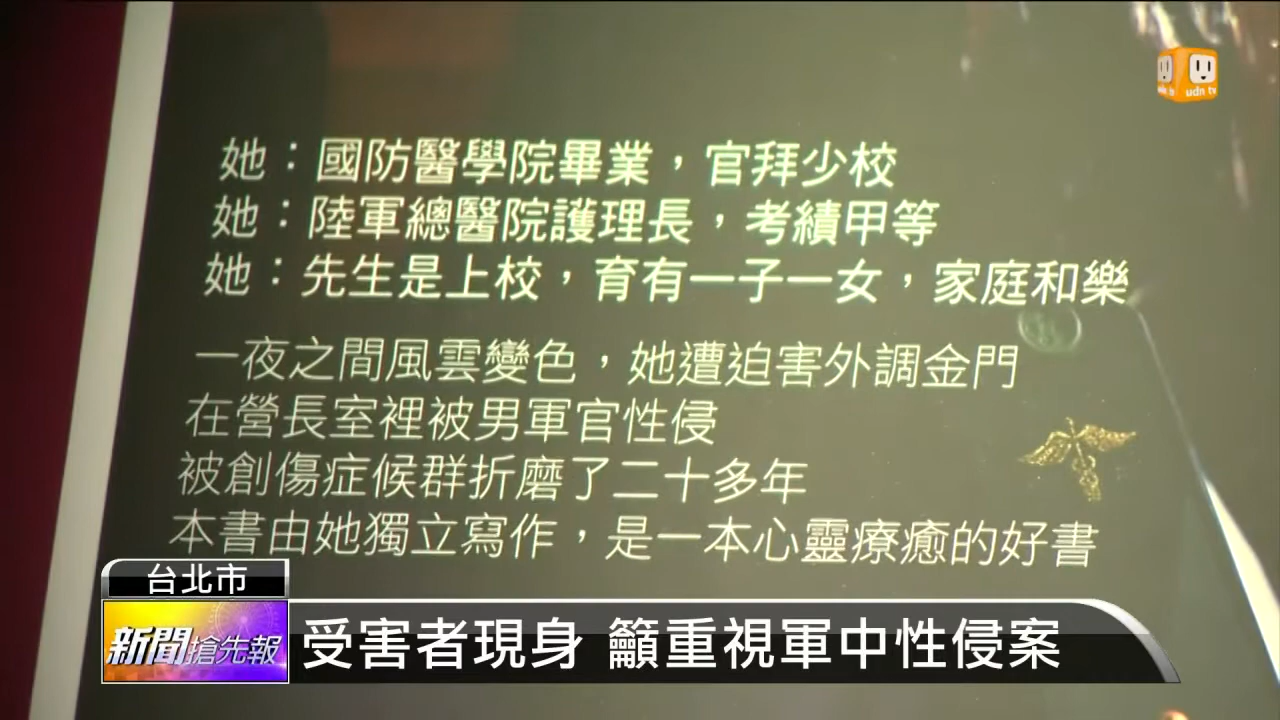 udn tv
她：國防醫學院畢業，官拜少校
她：陸軍總醫院護理長，考績甲等
她：先生是上校，育有一子一女，家庭和樂
一夜之間風雲變色，她遭迫害外調金門
在營長室裡被男軍官性侵
被創傷症候群折磨了二十多年
本書由她獨立寫作，是一本心靈療癒的好書
台北市
新聞搶先報
受害者現身 籲重視軍中性侵案